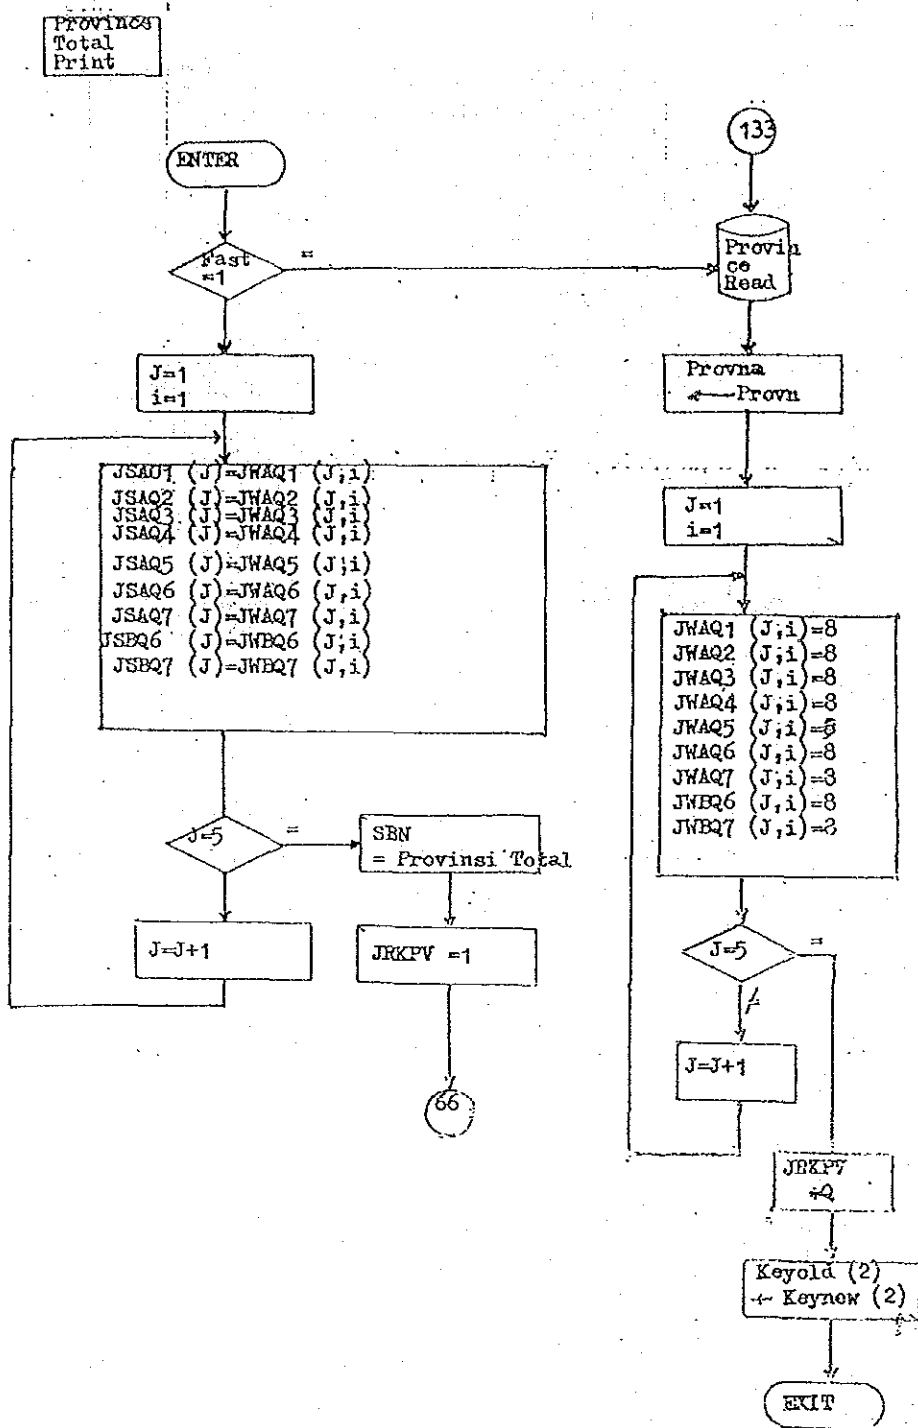 Province
Total
Print
ENTER
Fast
=1
=
J=1
i=1
JSAQ1 (J)=JWAQ1 (J,i)
JSAQ2 (J)=JWAQ2 (J,i)
JSAQ3 (J)=JWAQ3 (J,i)
JSAQ4 (J)=JWAQ4 (J,i)
JSAQ5 (J)=JWAQ5 (J,i)
JSAQ6 (J)=JWAQ6 (J,i)
JSAQ7 (J)=JWAQ7 (J,i)
JSBQ6 (J)=JWBQ6 (J,i)
JSBQ7 (J)=JWBQ7 (J,i)
J=5
=
SBN
= Provinsi Total
J=J+1
JRKPV =1
66
133
Provin
ce
Read
Provna
←Provn
J=1
i=1
JWAQ1 (J,i)=8
JWAQ2 (J,i)=8
JWAQ3 (J,i)=8
JWAQ4 (J,i)=8
JWAQ5 (J,i)=8
JWAQ6 (J,i)=8
JWAQ7 (J,i)=8
JWBQ6 (J,i)=8
JWBQ7 (J,i)=8
J=5
=
≠
J=J+1
JRKPV
Keyold (2)
← Keynew (2)
EXIT